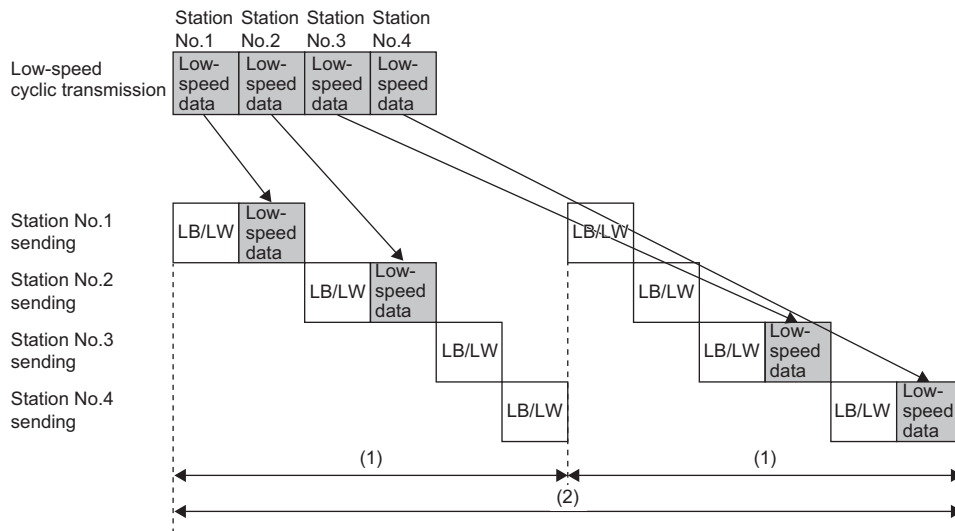 Station Station Station Station
No.1 No.2 No.3 No.4
Low-speed
cyclic transmission
Low-
speed
data
Low-
speed
data
Low-
speed
data
Low-
speed
data
Station No.1
sending
LB/LW
Low-
speed
data
LB/LW
Station No.2
sending
LB/LW
Low-
speed
data
LB/LW
Station No.3
sending
LB/LW
LB/LW
Low-
speed
data
Station No.4
sending
LB/LW
LB/LW
Low-
speed
data
(1) (1)
(2)